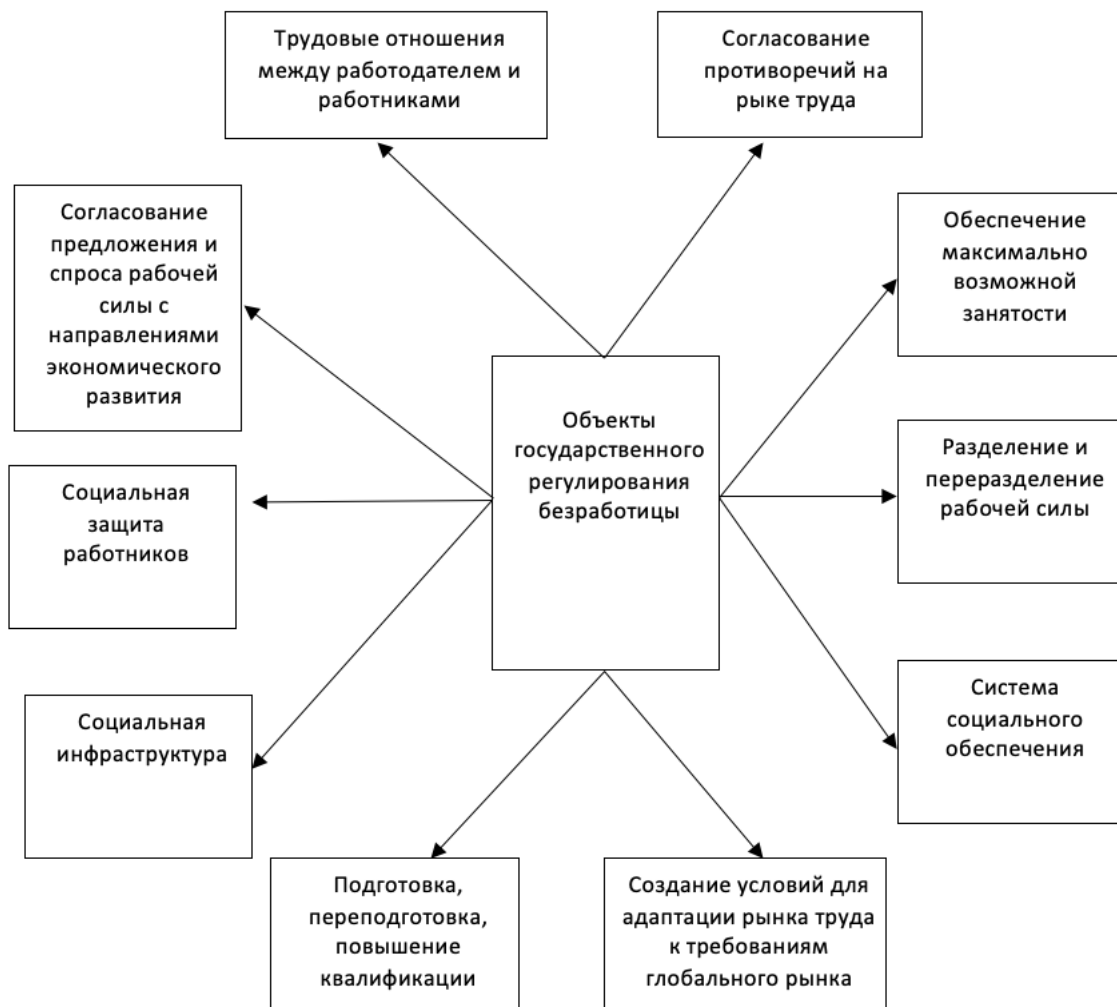 Трудовые отношения
между работодателем и
работниками
Согласование
противоречий на
рыке труда
Согласование
предложения и
спроса рабочей
силы с
направлениями
экономического
развития
Обеспечение
максимально
возможной
занятости
Объекты
государственного
регулирования
безработицы
Социальная
защита
работников
Разделение и
перераздeление
рабочей силы
Социальная
инфраструктура
Система
социального
обеспечения
Подготовка,
переподготовка,
повышение
квалификации
Создание условий для
адаптации рынка труда
к требованиям
глобального рынка